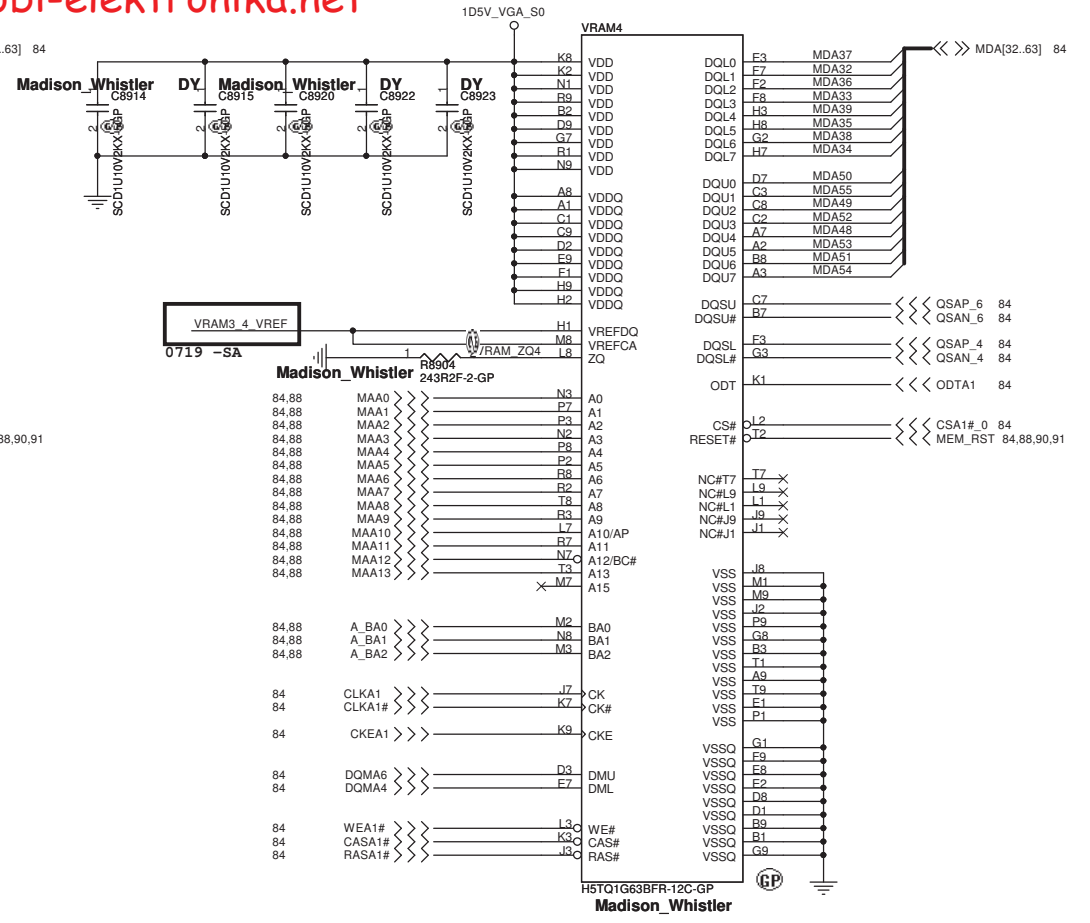 obi-elektronika.net
1D5V_VGA_S0
..63] 84
Madison_Whistler
C8914
DY
C8915
Madison_Whistler
C8920
DY
C8922
DY
C8923
1
1
1
1
2
2
2
2
2
SCD1U10V2KX-
SCD1U10V2KX-
SCD1U10V2KX-
SCD1U10V2KX-
SCD1U10V2KX-
VRAM4
K8 VDD
K2 VDD
N1 VDD
R9 VDD
B2 VDD
D9 VDD
G7 VDD
R1 VDD
N9 VDD
A8 VDDQ
A1 VDDQ
C1 VDDQ
C9 VDDQ
D2 VDDQ
E9 VDDQ
F1 VDDQ
H9 VDDQ
H2 VDDQ
VRAM3_4_VREF
0719 -SA
H1 VREFDQ
M8 VREFCA
VRAM_ZQ4 L8 ZQ
1
R8904
243R2F-2-GP
Madison_Whistler
84,88 MAA0 N3 A0
84,88 MAA1 P7 A1
84,88 MAA2 P3 A2
84,88 MAA3 N2 A3
84,88 MAA4 P8 A4
84,88 MAA5 P2 A5
84,88 MAA6 R8 A6
84,88 MAA7 R2 A7
84,88 MAA8 T8 A8
84,88 MAA9 R3 A9
84,88 MAA10 L7 A10/AP
84,88 MAA11 R7 A11
84,88 MAA12 N7 A12/BC#
84,88 MAA13 T3 A13
M7 A15
84,88 A_BA0 M2 BA0
84,88 A_BA1 N8 BA1
84,88 A_BA2 M3 BA2
84 CLKA1 J7 CK
84 CLKA1# K7 CK#
84 CKEA1 K9 CKE
84 DQMA6 D3 DMU
84 DQMA4 E7 DML
84 WEA1# L3 WE#
84 CASA1# K3 CAS#
84 RASA1# J3 RAS#
88,90,91
DQL0 E3 MDA37
DQL1 F7 MDA32
DQL2 F2 MDA36
DQL3 F8 MDA33
DQL4 H3 MDA39
DQL5 H8 MDA35
DQL6 G2 MDA38
DQL7 H7 MDA34
MDA[32..63] 84
DQU0 D7 MDA50
DQU1 C3 MDA55
DQU2 C8 MDA49
DQU3 C2 MDA52
DQU4 A7 MDA48
DQU5 A2 MDA53
DQU6 B8 MDA51
DQU7 A3 MDA54
DQSU C7 QSAP_6 84
DQSU# B7 QSAN_6 84
DQSL F3 QSAP_4 84
DQSL# G3 QSAN_4 84
ODT K1 ODTA1 84
CS# L2 CSA1#_0 84
RESET# T2 MEM_RST 84,88,90,91
NC#T7 T7
NC#L9 L9
NC#L1 L1
NC#J9 J9
NC#J1 J1
VSS J8
VSS M1
VSS M9
VSS J2
VSS P9
VSS G8
VSS B3
VSS T1
VSS A9
VSS T9
VSS E1
VSS P1
VSSQ G1
VSSQ F9
VSSQ E8
VSSQ E2
VSSQ D8
VSSQ D1
VSSQ B9
VSSQ B1
VSSQ G9
H5TQ1G63BFR-12C-GP
GP
Madison_Whistler